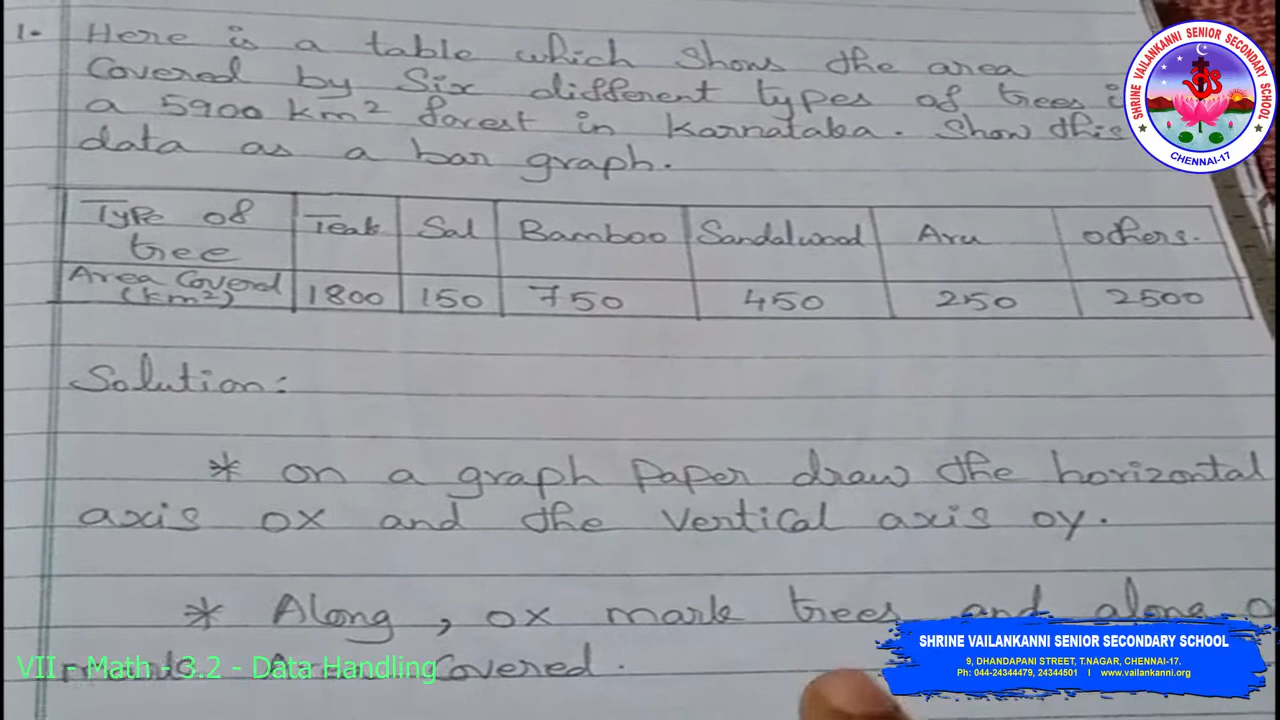 1. Here is a table which shows the area
Covered by Six different types of trees
a 5900 km² forest in Karnataka. Show this
data as a bar graph.
Type of tree | Teak | Sal | Bamboo | Sandalwood | Aru | others.
Area Coverd (km²) | 1800 | 150 | 750 | 450 | 250 | 2500
Solution:
* on a graph Paper draw the horizontal
axis OX and the Vertical axis OY.
* Along, OX mark trees and along
Covered.
VII - Math - 3.2 - Data Handling
SHRINE VAILANKANNI SENIOR SECONDARY SCHOOL
CHENNAI-17
SHRINE VAILANKANNI SENIOR SECONDARY SCHOOL
9, DHANDAPANI STREET, T.NAGAR, CHENNAI-17.
Ph: 044-24344479, 24344501 I www.vailankanni.org